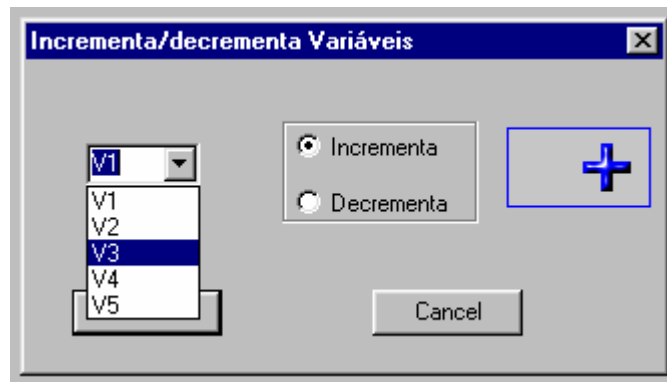 Incrementa/decrementa Variáveis
V1
V1
V2
V3
V4
V5
Incrementa
Decrementa
Cancel